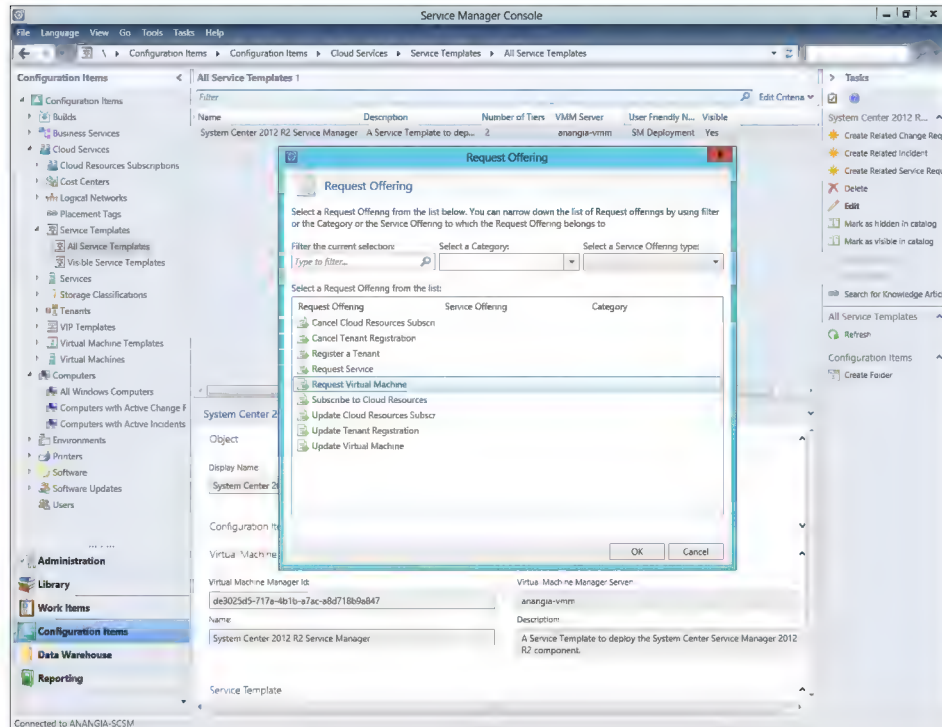 Service Manager Console
File Language View Go Tools Tasks Help
\ Configuration Items Configuration Items Cloud Services Service Templates All Service Templates
Configuration Items
Configuration Items
Builds
Business Services
Cloud Services
Cloud Resources Subscriptions
Cost Centers
Logical Networks
Placement Tags
Service Templates
All Service Templates
Visible Service Templates
Services
Storage Classifications
Tenants
VIP Templates
Virtual Machine Templates
Virtual Machines
Computers
All Windows Computers
Computers with Active Change F
Computers with Active Incidents
Environments
Printers
Software
Software Updates
Users
Administration
Library
Work Items
Configuration Items
Data Warehouse
Reporting
Connected to ANANGIA-SCSM
All Service Templates 1
Filter Edit Criteria
Name Description Number of Tiers VMM Server User Friendly N... Visible
System Center 2012 R2 Service Manager A Service Template to dep... 2 anangia-vmm SM Deployment Yes
Request Offering
Request Offering
Select a Request Offering from the list below. You can narrow down the list of Request offerings by using filter
or the Category or the Service Offering to which the Request Offering belongs to
Filter the current selection: Select a Category: Select a Service Offering type:
Type to filter...
Select a Request Offering from the list:
Request Offering Service Offering Category
Cancel Cloud Resources Subscri
Cancel Tenant Registration
Register a Tenant
Request Service
Request Virtual Machine
Subscribe to Cloud Resources
Update Cloud Resources Subscr
Update Tenant Registration
Update Virtual Machine
OK Cancel
System Center 2
Object
Display Name
System Center 20
Configuration Ite
Virtual Machine
Virtual Machine Manager Id: Virtual Machine Manager Server:
de3025d5-717a-4b1b-a7ac-a8d718b9a847 anangia-vmm
Name: Description:
System Center 2012 R2 Service Manager A Service Template to deploy the System Center Service Manager 2012
R2 component.
Service Template
Tasks
System Center 2012 R...
Create Related Change Req
Create Related Incident
Create Related Service Requ
Delete
Edit
Mark as hidden in catalog
Mark as visible in catalog
Search for Knowledge Artic
All Service Templates
Refresh
Configuration Items
Create Folder